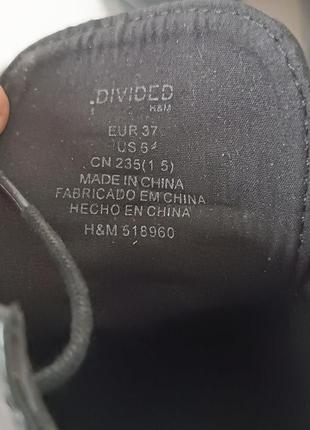 .DIVIDED
H&M
EUR 37
US 6
CN 235(1 5)
MADE IN CHINA
FABRICADO EM CHINA
HECHO EN CHINA
H&M 518960